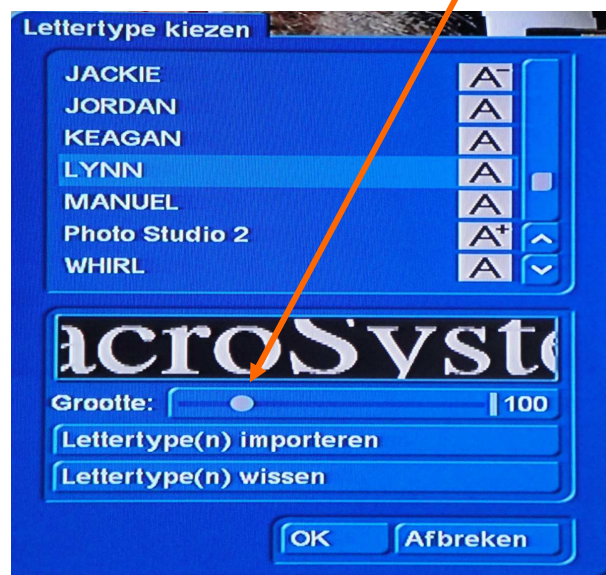 Lettertype kiezen
JACKIE A-
JORDAN A
KEAGAN A
LYNN A
MANUEL A
Photo Studio 2 A+
WHIRL A
acroSyste
Grootte: 100
Lettertype(n) importeren
Lettertype(n) wissen
OK Afbreken